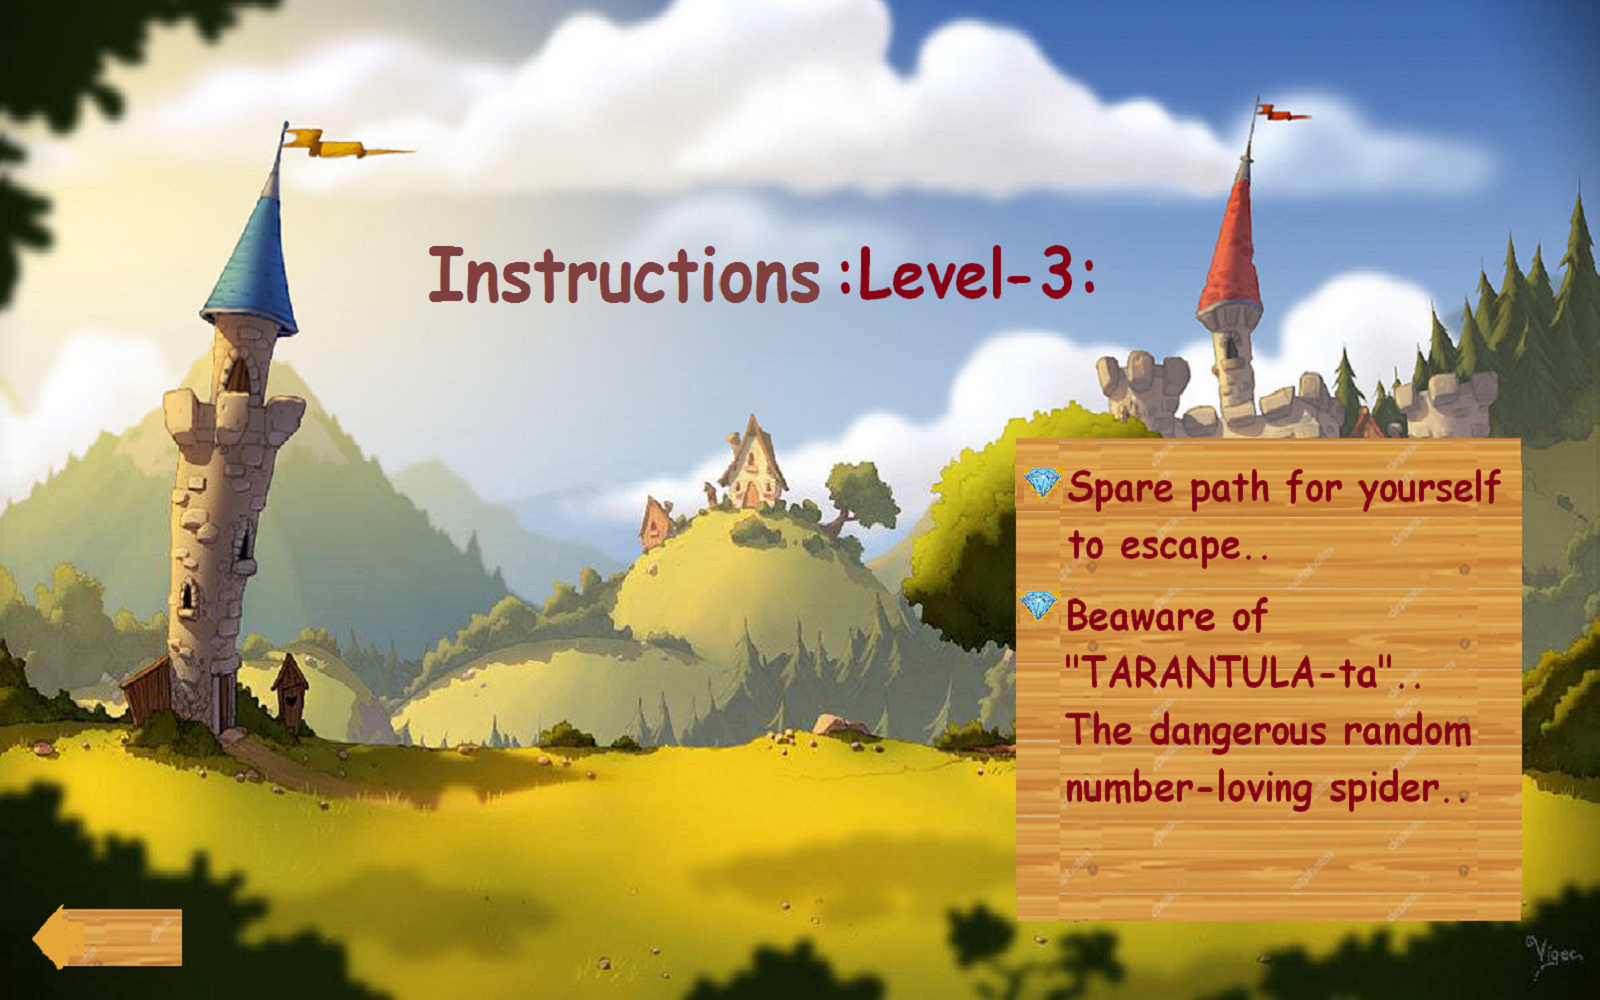 Instructions :Level-3:
Spare path for yourself
to escape..
Beaware of
"TARANTULA-ta"..
The dangerous random
number-loving spider..